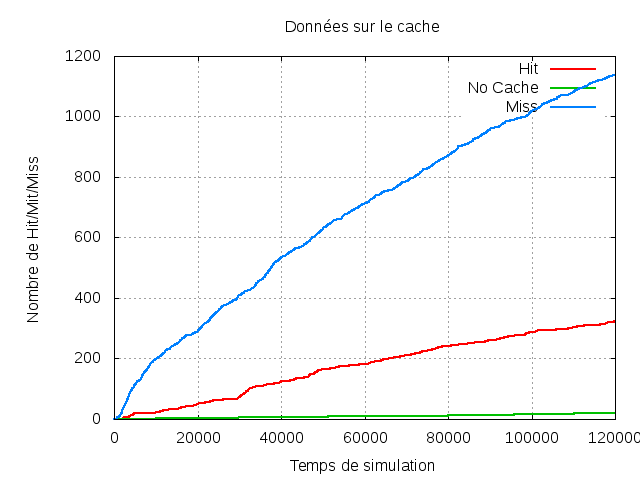 Données sur le cache
1200
1000
800
600
400
200
0
Nombre de Hit/Mit/Miss
Hit
No Cache
Miss
0 20000 40000 60000 80000 100000 120000
Temps de simulation